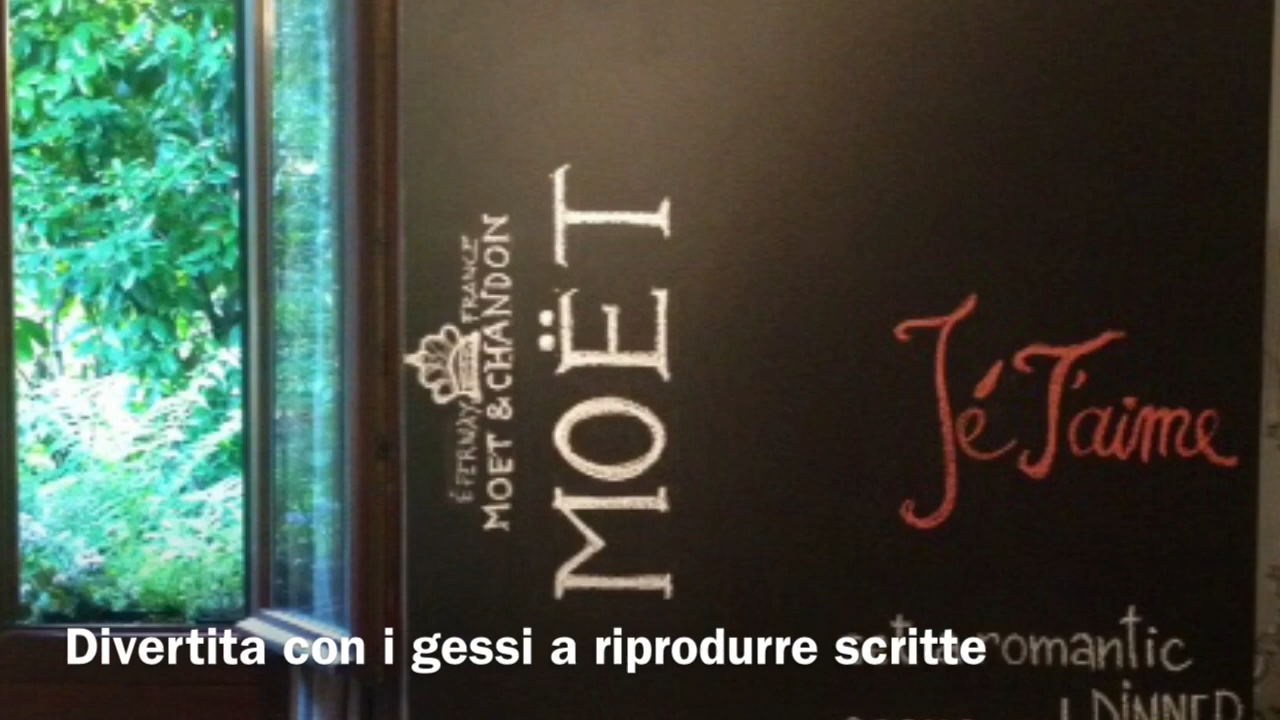 ÉPERNAY FRANCE
MOET & CHANDON
MOËT
Jé T'aime
romantic
DINNER
Divertita con i gessi a riprodurre scritte